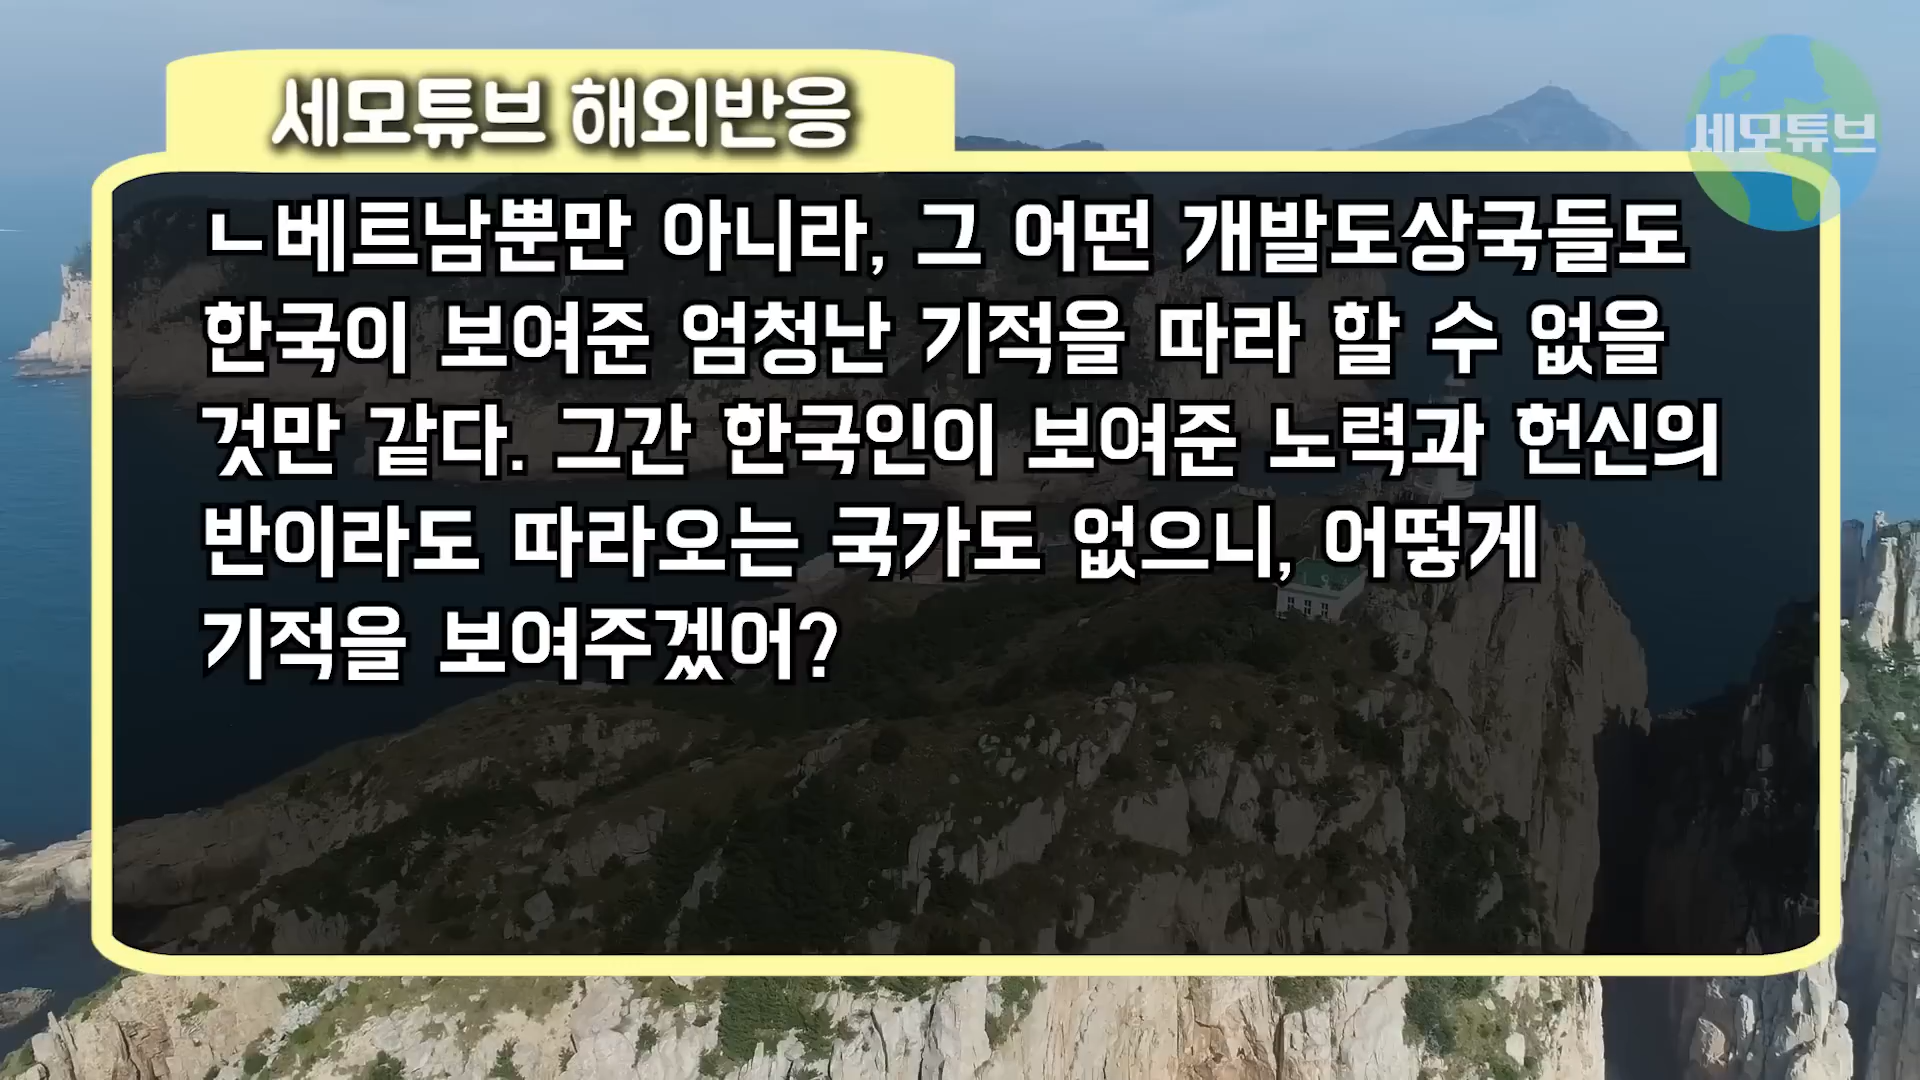 세모튜브 해외반응
세모튜브
ㄴ베트남뿐만 아니라, 그 어떤 개발도상국들도
한국이 보여준 엄청난 기적을 따라 할 수 없을
것만 같다. 그간 한국인이 보여준 노력과 헌신의
반이라도 따라오는 국가도 없으니, 어떻게
기적을 보여주겠어?